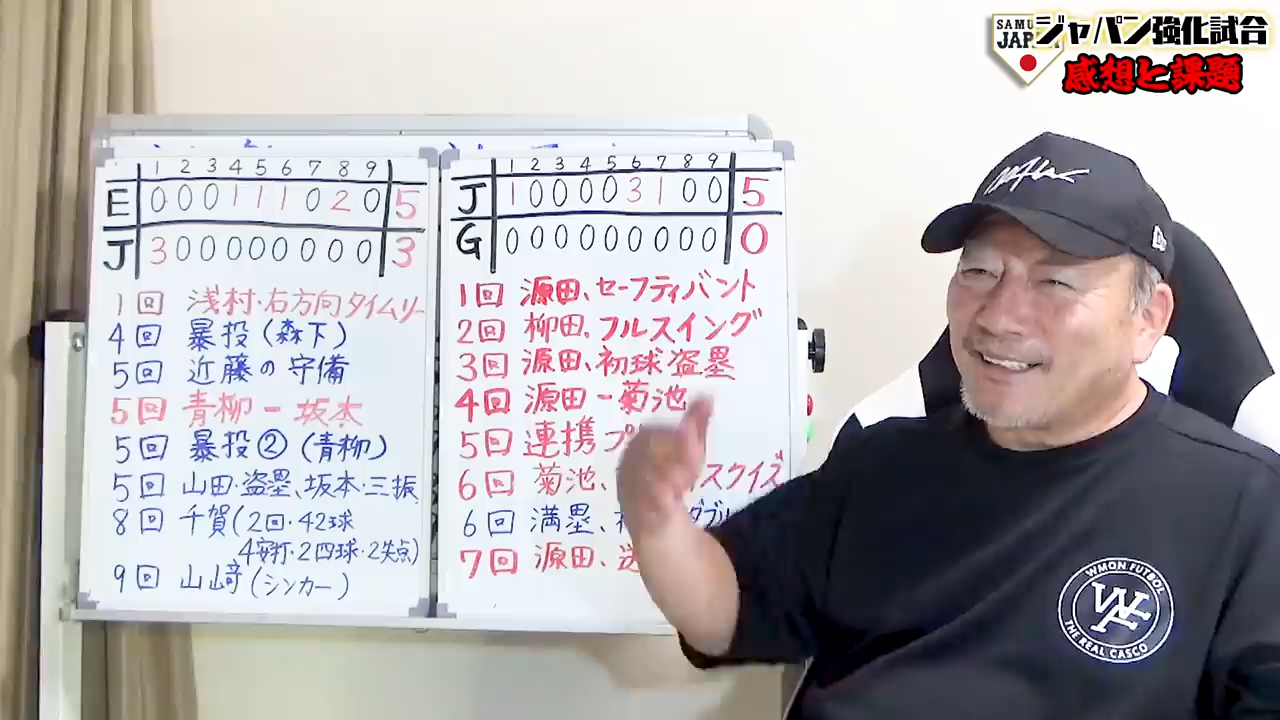 ジャパン強化試合
感想と課題
1 2 3 4 5 6 7 8 9
E 0 0 0 1 1 1 0 2 0 5
J 3 0 0 0 0 0 0 0 0 3
1回 浅村・右方向タイムリー
4回 暴投(森下)
5回 近藤の守備
5回 青柳-坂本
5回 暴投②(青柳)
5回 山田・盗塁、坂本・三振
8回 千賀(2回・42球
4安打・2四球・2失点)
9回 山﨑(シンカー)
1 2 3 4 5 6 7 8 9
J 1 0 0 0 0 3 1 0 0 5
G 0 0 0 0 0 0 0 0 0 0
1回 源田、セーフティバント
2回 柳田、フルスイング
3回 源田、初球盗塁
4回 源田-菊池
5回 連携プ
6回 菊池、スクイズ
6回 満塁、
7回 源田、
WMON FUTBOL
WF
THE REAL CASCO